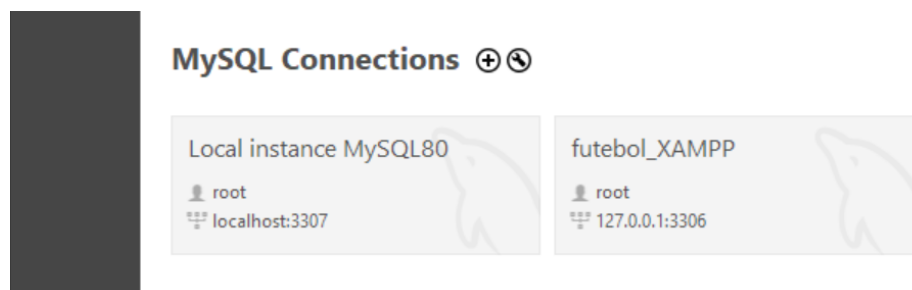 MySQL Connections
Local instance MySQL80
root
localhost:3307
futebol_XAMPP
root
127.0.0.1:3306